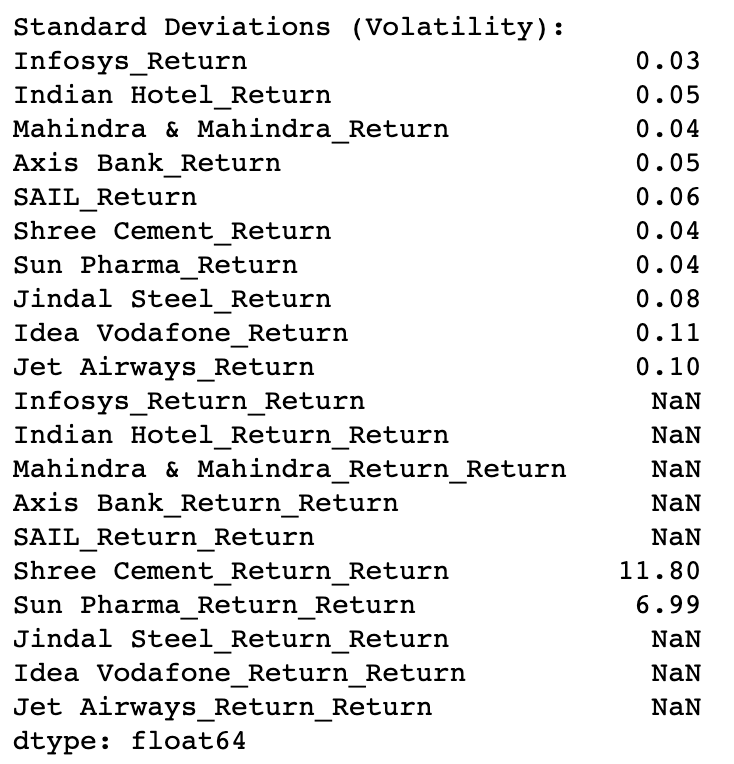 Standard Deviations (Volatility):
Infosys_Return 0.03
Indian Hotel_Return 0.05
Mahindra & Mahindra_Return 0.04
Axis Bank_Return 0.05
SAIL_Return 0.06
Shree Cement_Return 0.04
Sun Pharma_Return 0.04
Jindal Steel_Return 0.08
Idea Vodafone_Return 0.11
Jet Airways_Return 0.10
Infosys_Return_Return NaN
Indian Hotel_Return_Return NaN
Mahindra & Mahindra_Return_Return NaN
Axis Bank_Return_Return NaN
SAIL_Return_Return NaN
Shree Cement_Return_Return 11.80
Sun Pharma_Return_Return 6.99
Jindal Steel_Return_Return NaN
Idea Vodafone_Return_Return NaN
Jet Airways_Return_Return NaN
dtype: float64